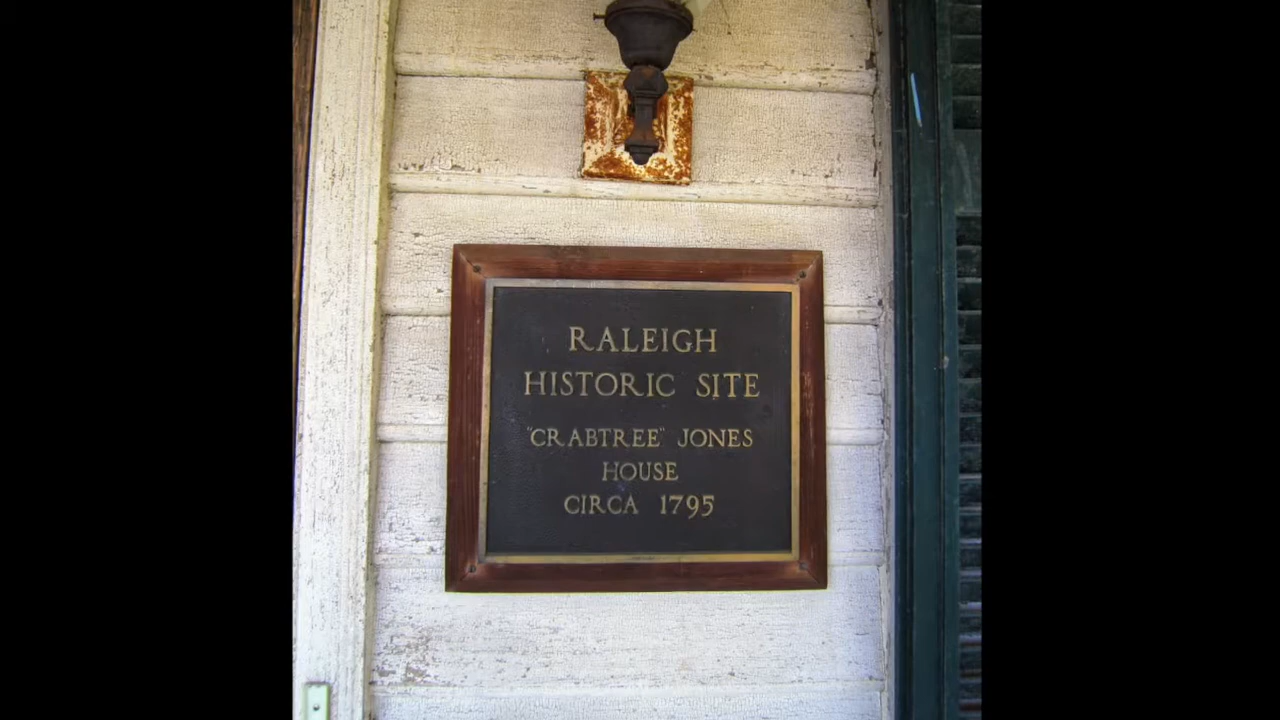 RALEIGH
HISTORIC SITE
"CRABTREE" JONES
HOUSE
CIRCA 1795